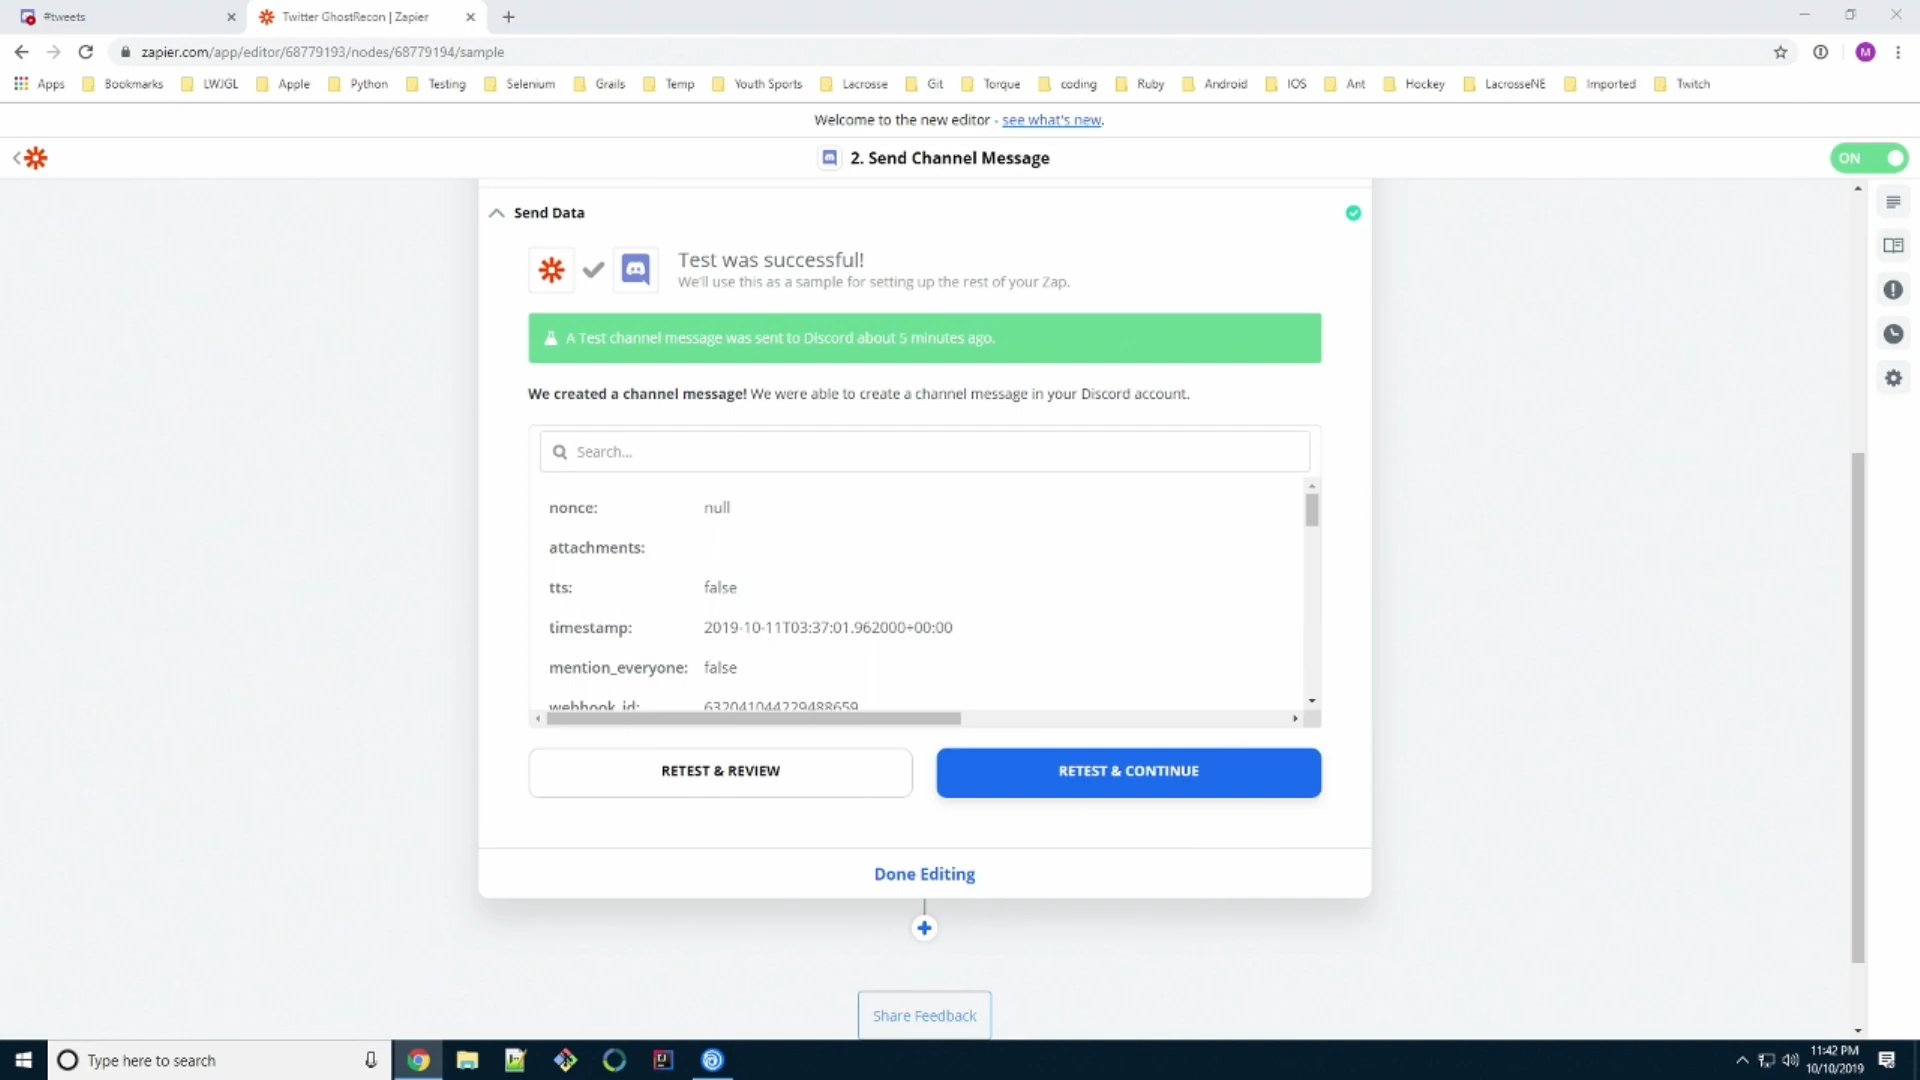 #tweets
Twitter GhostRecon | Zapier
zapier.com/app/editor/68779193/nodes/68779194/sample
M
Apps Bookmarks LWJGL Apple Python Testing Selenium Grails Temp Youth Sports Lacrosse Git Torque coding Ruby Android IOS Ant Hockey LacrosseNE Imported Twitch
Welcome to the new editor - see what's new.
2. Send Channel Message
ON
Send Data
Test was successful!
We'll use this as a sample for setting up the rest of your Zap.
A Test channel message was sent to Discord about 5 minutes ago.
We created a channel message! We were able to create a channel message in your Discord account.
Search...
nonce: null
attachments:
tts: false
timestamp: 2019-10-11T03:37:01.962000+00:00
mention_everyone: false
webhook_id: 632041044229488659
RETEST & REVIEW
RETEST & CONTINUE
Done Editing
Share Feedback
Type here to search
11:42 PM
10/10/2019